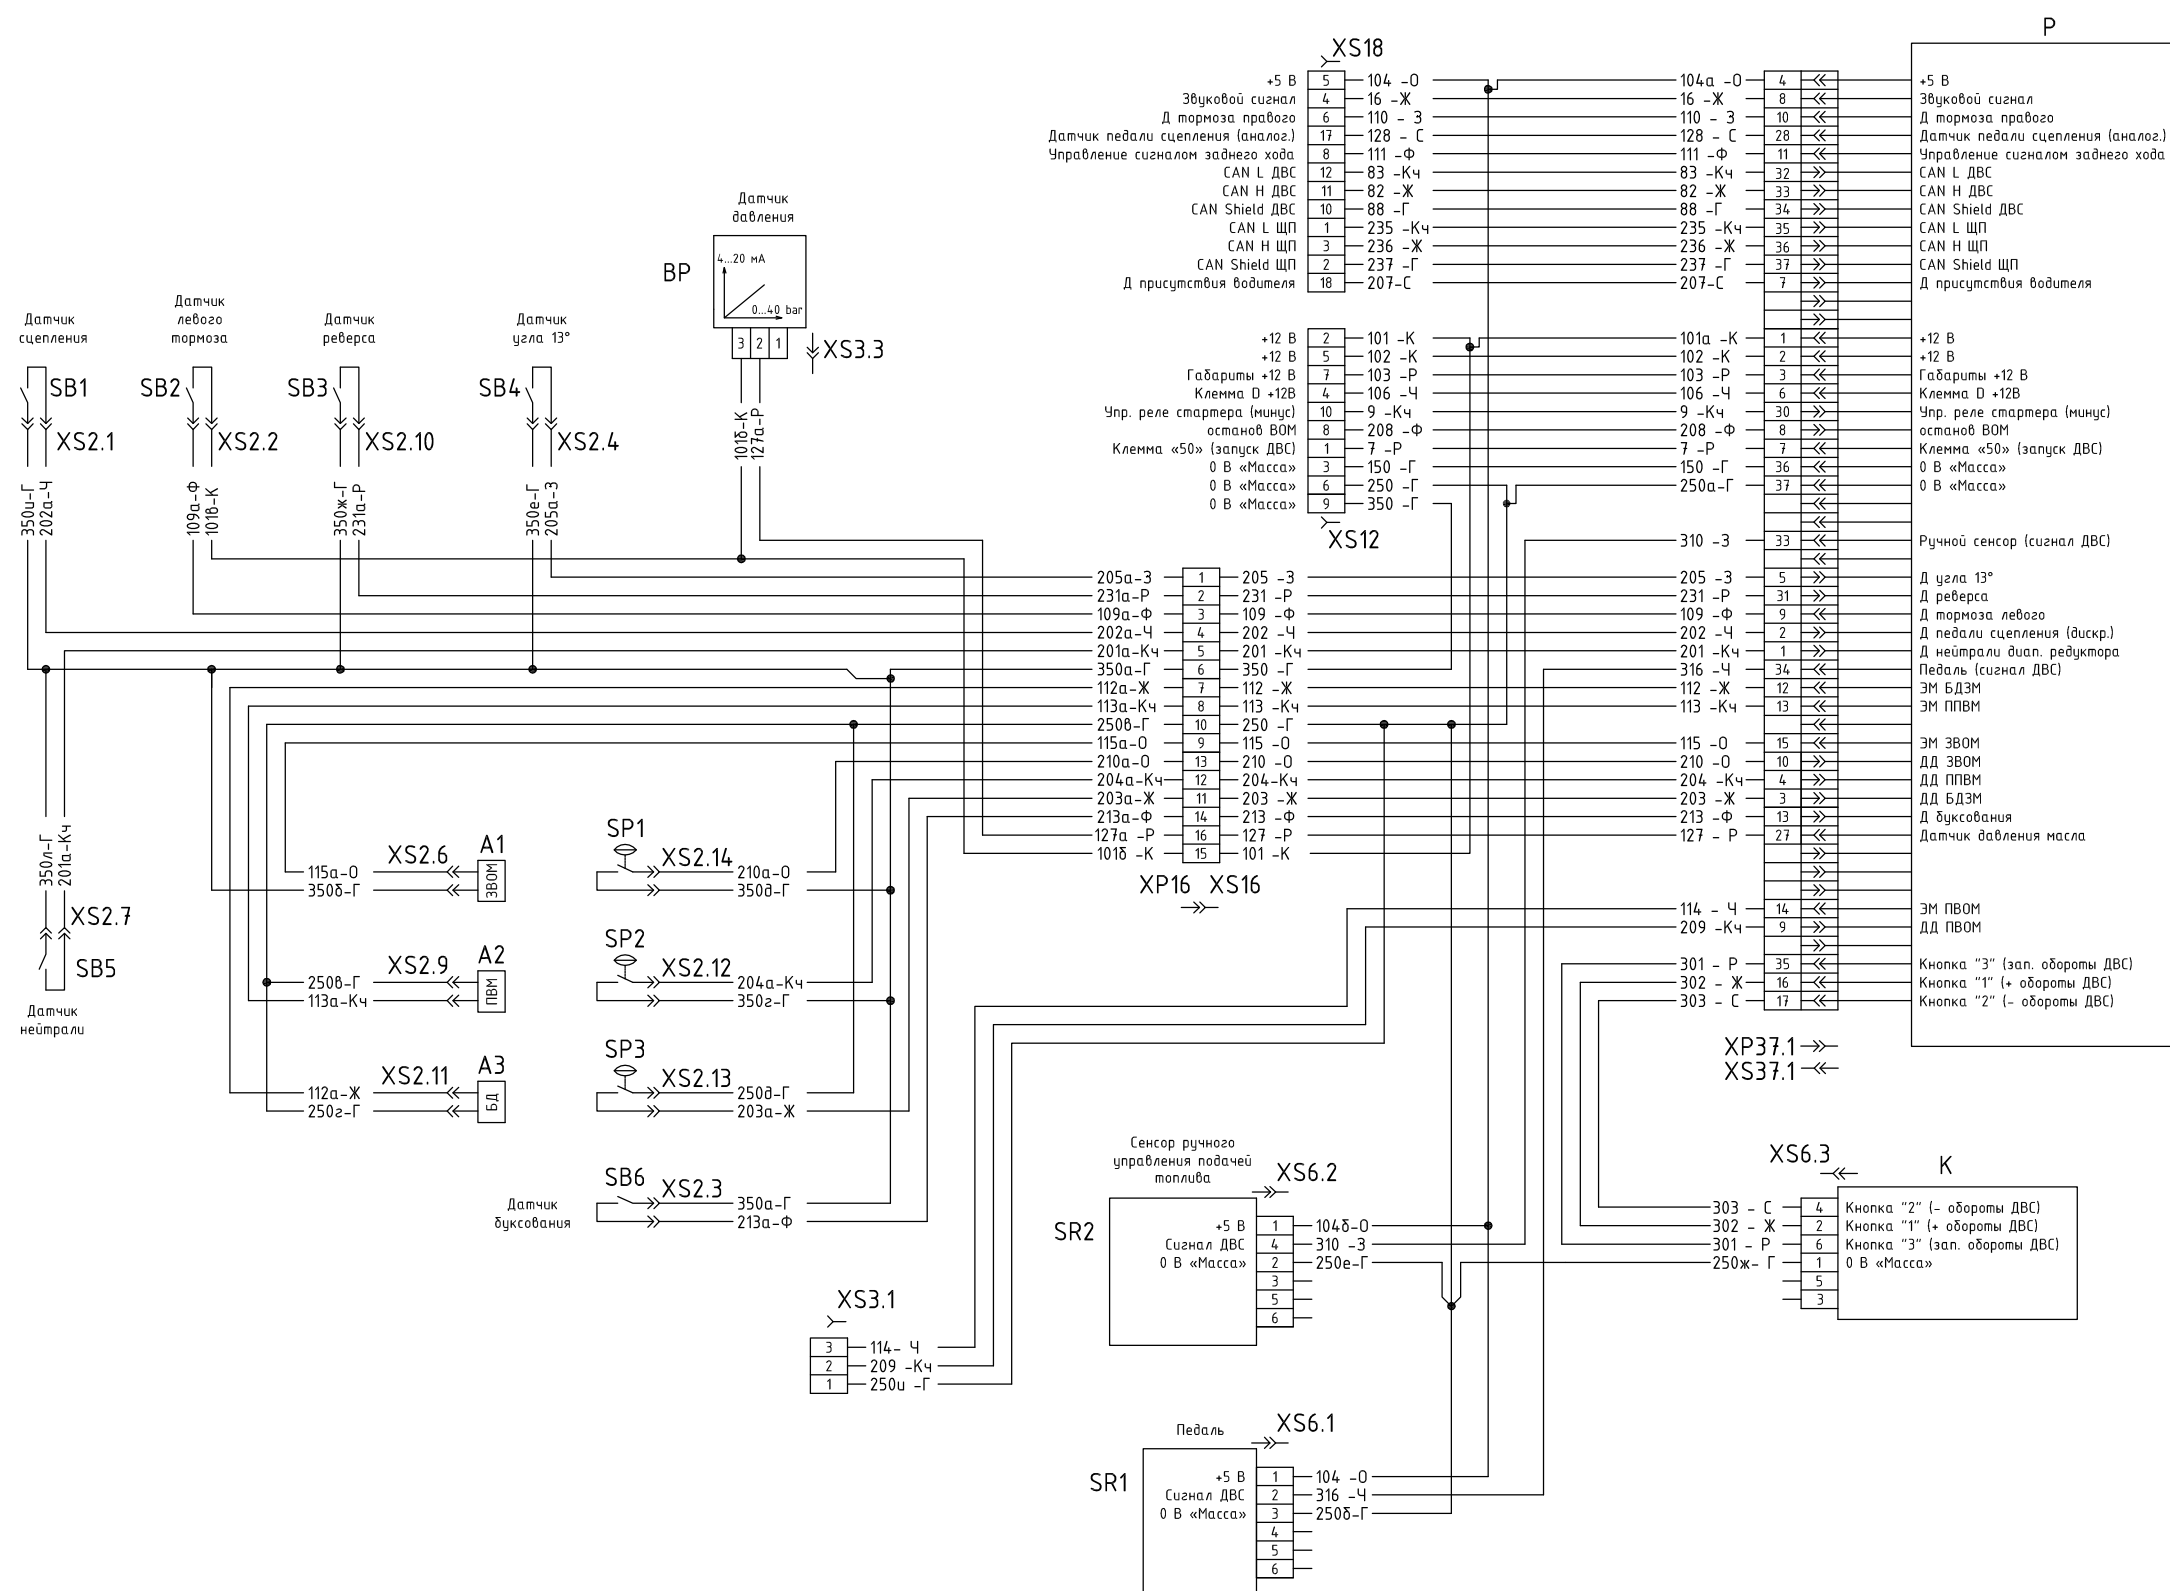 P
XS18
+5 В 5 104 -О 104а -О 4 +5 В
Звуковой сигнал 4 16 -Ж 16 -Ж 8 Звуковой сигнал
Д тормоза правого 6 110 - З 110 - З 10 Д тормоза правого
Датчик педали сцепления (аналог.) 17 128 - С 128 - С 28 Датчик педали сцепления (аналог.)
Управление сигналом заднего хода 8 111 -Ф 111 -Ф 11 Управление сигналом заднего хода
CAN L ДВС 12 83 -Кч 83 -Кч 32 CAN L ДВС
CAN H ДВС 11 82 -Ж 82 -Ж 33 CAN H ДВС
CAN Shield ДВС 10 88 -Г 88 -Г 34 CAN Shield ДВС
CAN L ЩП 1 235 -Кч 235 -Кч 35 CAN L ЩП
CAN H ЩП 3 236 -Ж 236 -Ж 36 CAN H ЩП
CAN Shield ЩП 2 237 -Г 237 -Г 37 CAN Shield ЩП
Д присутствия водителя 18 207-С 207-С 7 Д присутствия водителя
+12 В 2 101 -К 101а -К 1 +12 В
+12 В 5 102 -К 102 -К 2 +12 В
Габариты +12 В 7 103 -Р 103 -Р 3 Габариты +12 В
Клемма D +12В 4 106 -Ч 106 -Ч 6 Клемма D +12В
Упр. реле стартера (минус) 10 9 -Кч 9 -Кч 30 Упр. реле стартера (минус)
останов ВОМ 8 208 -Ф 208 -Ф 8 останов ВОМ
Клемма «50» (запуск ДВС) 1 7 -Р 7 -Р 7 Клемма «50» (запуск ДВС)
0 В «Масса» 3 150 -Г 150 -Г 36 0 В «Масса»
0 В «Масса» 6 250 -Г 250а-Г 37 0 В «Масса»
0 В «Масса» 9 350 -Г
XS12
310 -З 33 Ручной сенсор (сигнал ДВС)
Датчик
давления
BP
4...20 мА
0...40 bar
3 2 1
XS3.3
101б-К
127а-Р
Датчик
сцепления
SB1
XS2.1
350и-Г
202а-Ч
Датчик
левого
тормоза
SB2
XS2.2
109а-Ф
101в-К
Датчик
реверса
SB3
XS2.10
350ж-Г
231а-Р
Датчик
угла 13°
SB4
XS2.4
350е-Г
205а-З
205а-З 1 205 -З 205 -З 5 Д угла 13°
231а-Р 2 231 -Р 231 -Р 31 Д реверса
109а-Ф 3 109 -Ф 109 -Ф 9 Д тормоза левого
202а-Ч 4 202 -Ч 202 -Ч 2 Д педали сцепления (дискр.)
201а-Кч 5 201 -Кч 201 -Кч 1 Д нейтрали диап. редуктора
350а-Г 6 350 -Г 316 -Ч 34 Педаль (сигнал ДВС)
112а-Ж 7 112 -Ж 112 -Ж 12 ЭМ БДЗМ
113а-Кч 8 113 -Кч 113 -Кч 13 ЭМ ППВМ
250в-Г 10 250 -Г
115а-О 9 115 -О 115 -О 15 ЭМ ЗВОМ
210а-О 13 210 -О 210 -О 10 ДД ЗВОМ
204а-Кч 12 204-Кч 204 -Кч 4 ДД ППВМ
203а-Ж 11 203 -Ж 203 -Ж 3 ДД БДЗМ
213а-Ф 14 213 -Ф 213 -Ф 13 Д буксования
127а -Р 16 127 -Р 127 - Р 27 Датчик давления масла
101б -К 15 101 -К
XP16 XS16
114 - Ч 14 ЭМ ПВОМ
209 -Кч 9 ДД ПВОМ
301 - Р 35 Кнопка "3" (зап. обороты ДВС)
302 - Ж 16 Кнопка "1" (+ обороты ДВС)
303 - С 17 Кнопка "2" (- обороты ДВС)
XP37.1
XS37.1
350л-Г
201а-Кч
XS2.7
SB5
Датчик
нейтрали
XS2.6 A1
115а-О ЗВОМ
350б-Г
XS2.9 A2
250в-Г ПВМ
113а-Кч
XS2.11 A3
112а-Ж БД
250г-Г
SP1
XS2.14
210а-О
350д-Г
SP2
XS2.12
204а-Кч
350г-Г
SP3
XS2.13
250д-Г
203а-Ж
SB6
XS2.3
Датчик
буксования
350а-Г
213а-Ф
XS3.1
3 114- Ч
2 209 -Кч
1 250и -Г
Сенсор ручного
управления подачей
топлива
XS6.2
SR2
+5 В 1 104б-О
Сигнал ДВС 4 310 -З
0 В «Масса» 2 250е-Г
3
5
6
XS6.3 K
303 - С 4 Кнопка "2" (- обороты ДВС)
302 - Ж 2 Кнопка "1" (+ обороты ДВС)
301 - Р 6 Кнопка "3" (зап. обороты ДВС)
250ж- Г 1 0 В «Масса»
5
3
Педаль
XS6.1
SR1
+5 В 1 104 -О
Сигнал ДВС 2 316 -Ч
0 В «Масса» 3 250б-Г
4
5
6